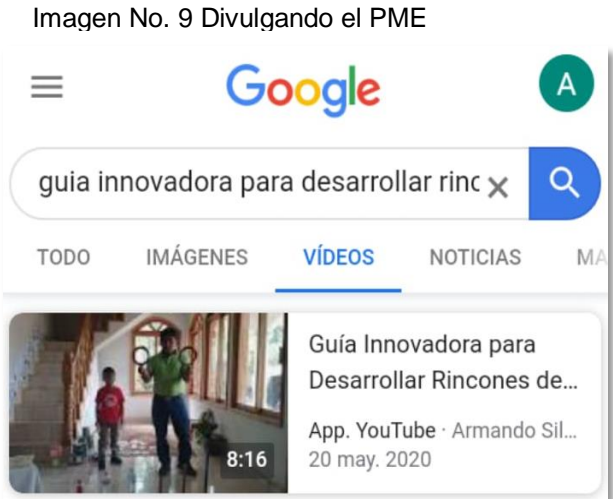 Imagen No. 9 Divulgando el PME
Google
A
guia innovadora para desarrollar rinc
TODO IMÁGENES VÍDEOS NOTICIAS MA
Guía Innovadora para
Desarrollar Rincones de...
App. YouTube · Armando Sil...
20 may. 2020
8:16